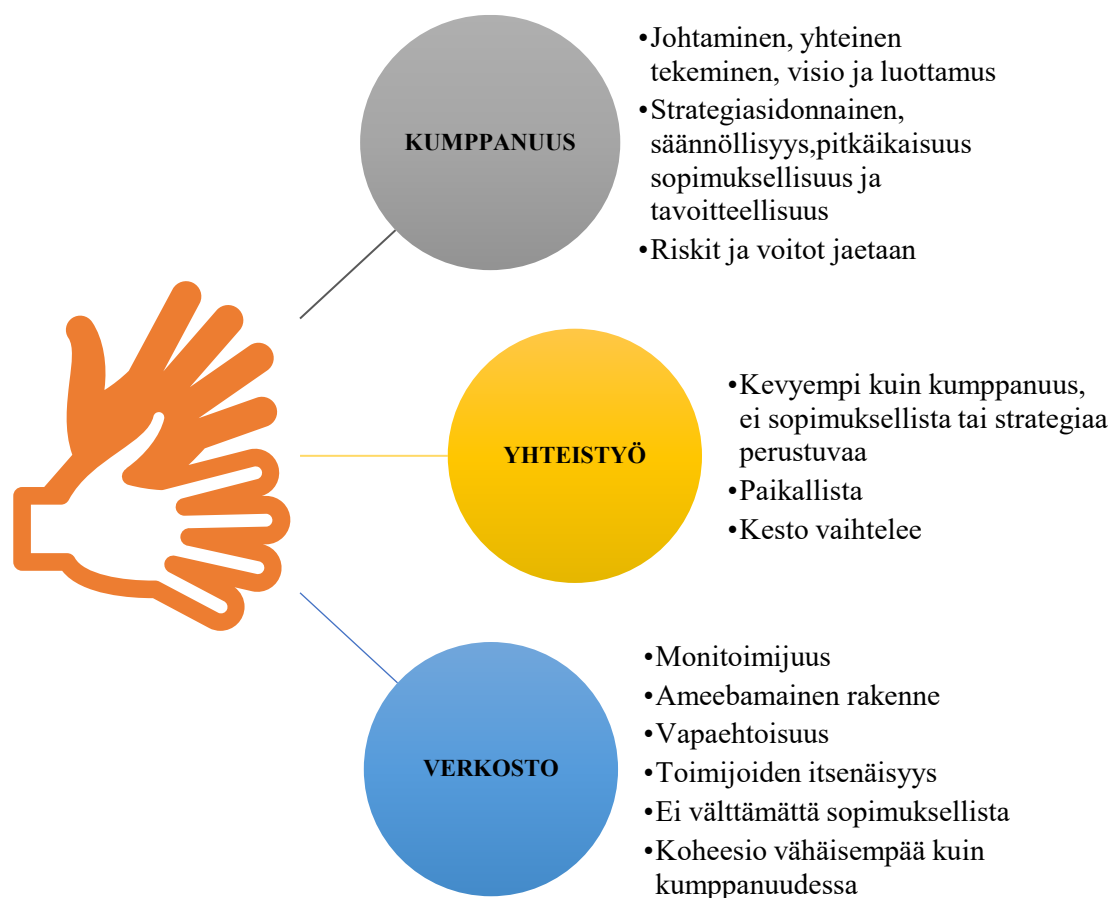 KUMPPANUUS
•Johtaminen, yhteinen
tekeminen, visio ja luottamus
•Strategiasidonnainen,
säännöllisyys,pitkäikaisuus
sopimuksellisuus ja
tavoitteellisuus
•Riskit ja voitot jaetaan
YHTEISTYÖ
•Kevyempi kuin kumppanuus,
ei sopimuksellista tai strategiaa
perustuvaa
•Paikallista
•Kesto vaihtelee
VERKOSTO
•Monitoimijuus
•Ameebamainen rakenne
•Vapaehtoisuus
•Toimijoiden itsenäisyys
•Ei välttämättä sopimuksellista
•Koheesio vähäisempää kuin
kumppanuudessa